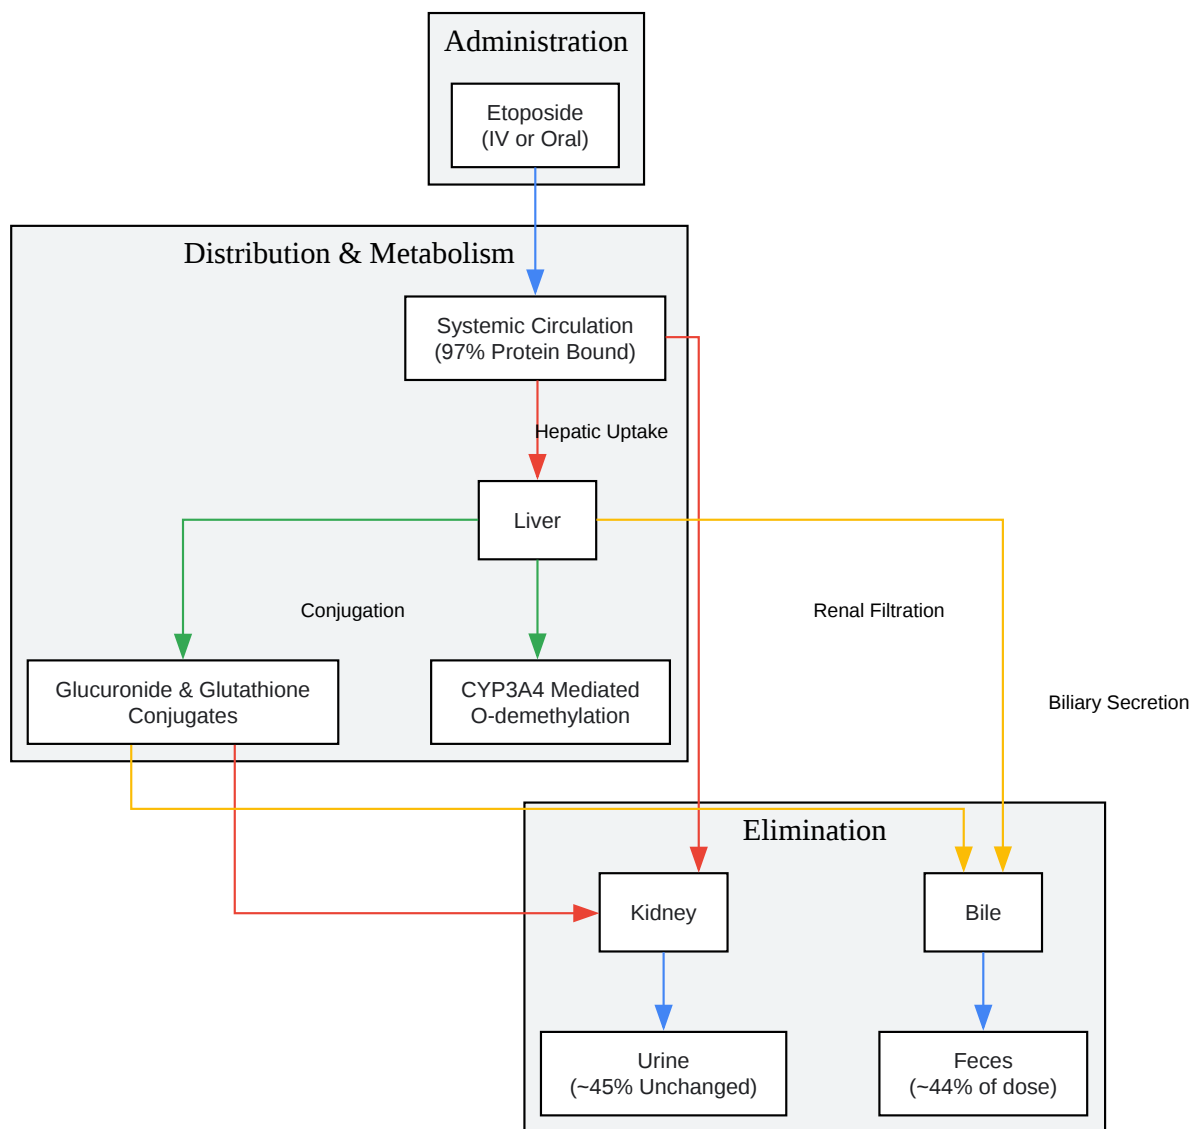 Administration
Etoposide
(IV or Oral)
Distribution & Metabolism
Systemic Circulation
(97% Protein Bound)
Hepatic Uptake
Liver
Conjugation
Renal Filtration
Glucuronide & Glutathione
Conjugates
CYP3A4 Mediated
O-demethylation
Biliary Secretion
Elimination
Kidney
Bile
Urine
(~45% Unchanged)
Feces
(~44% of dose)